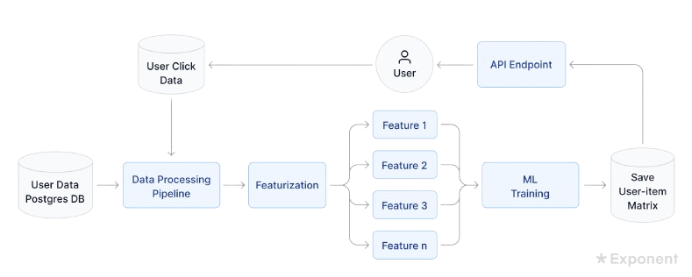 User Click
Data
User
API Endpoint
User Data
Postgres DB
Data Processing
Pipeline
Featurization
Feature 1
Feature 2
Feature 3
Feature n
ML
Training
Save
User-item
Matrix
Exponent